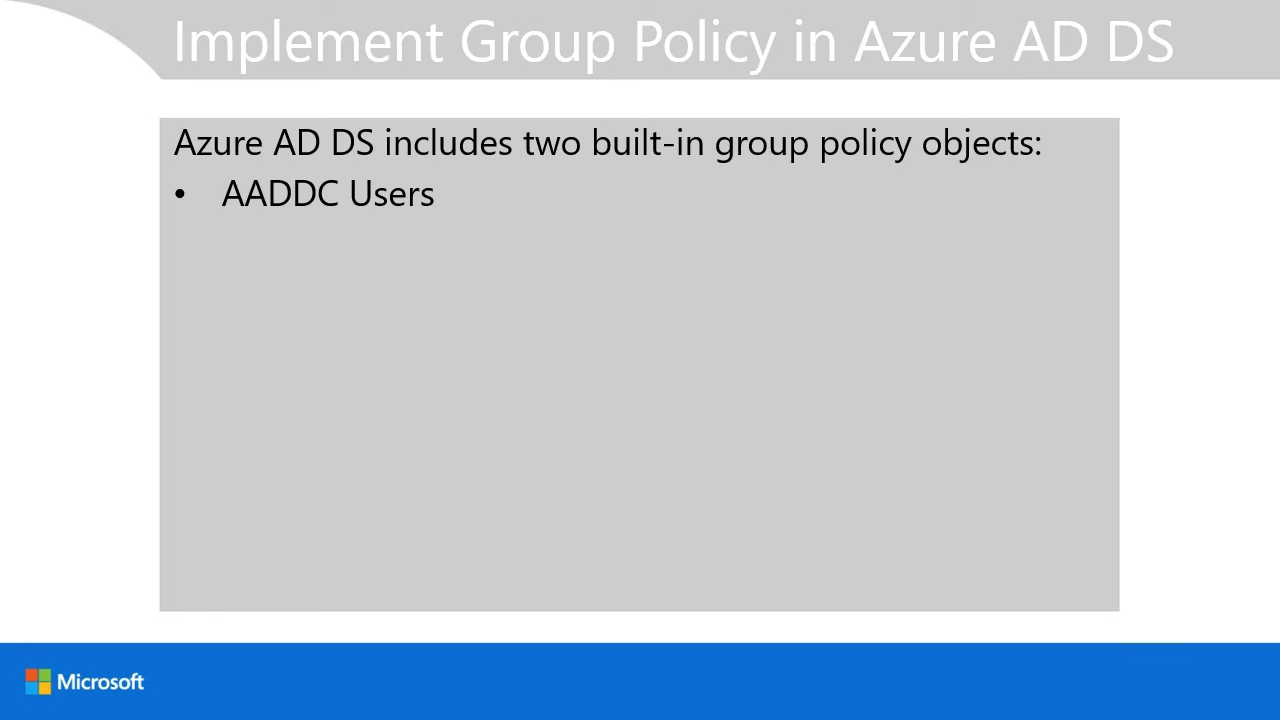 Implement Group Policy in Azure AD DS
Azure AD DS includes two built-in group policy objects:
• AADDC Users
Microsoft